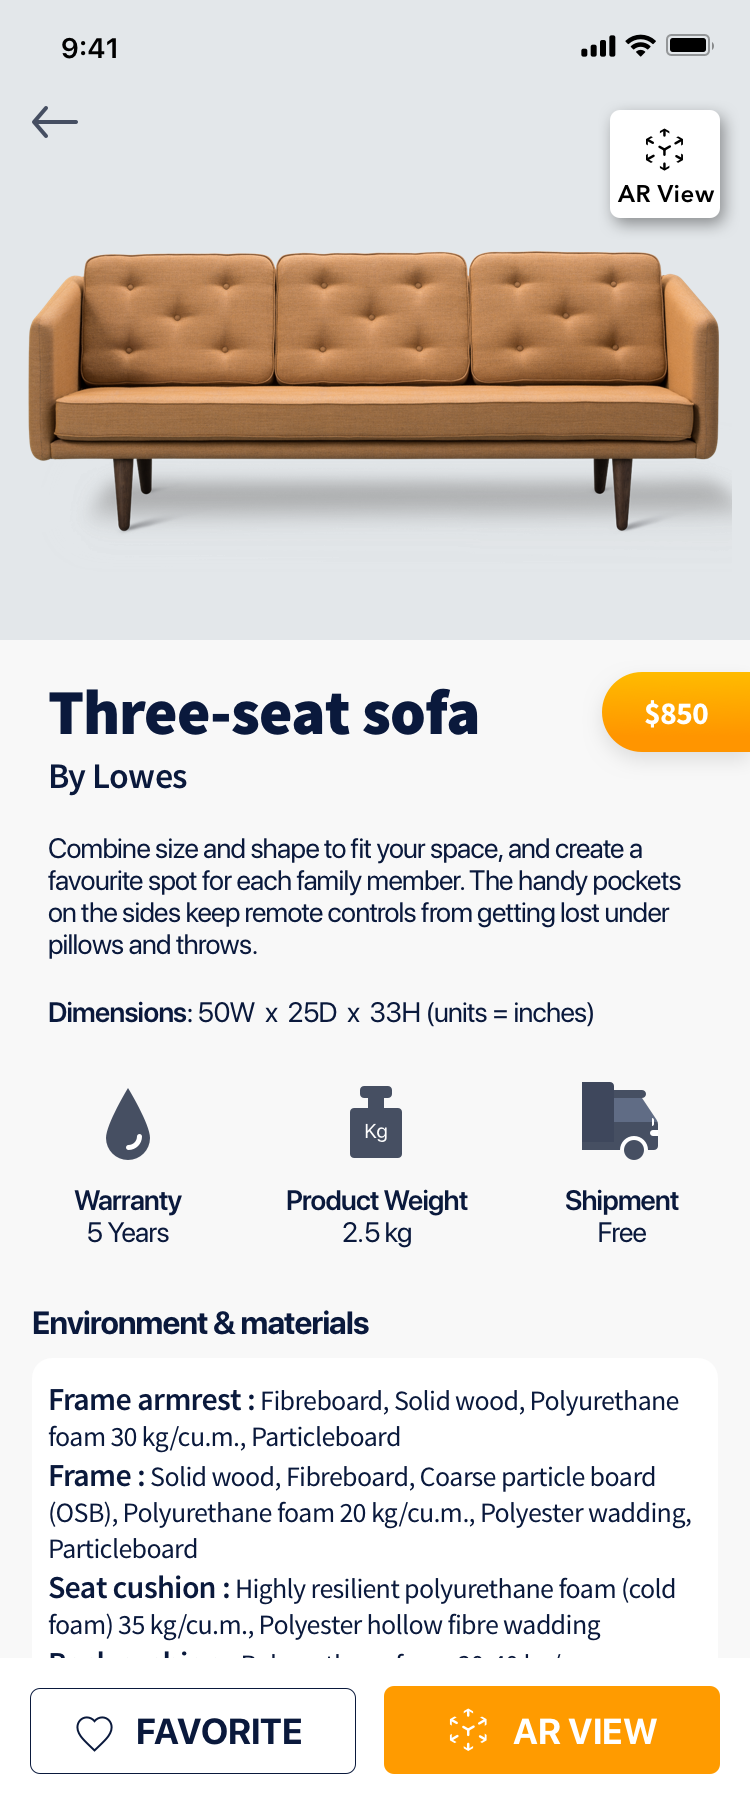 9:41
AR View
Three-seat sofa
$850
By Lowes
Combine size and shape to fit your space, and create a
favourite spot for each family member. The handy pockets
on the sides keep remote controls from getting lost under
pillows and throws.
Dimensions: 50W x 25D x 33H (units = inches)
Kg
Warranty
5 Years
Product Weight
2.5 kg
Shipment
Free
Environment & materials
Frame armrest : Fibreboard, Solid wood, Polyurethane
foam 30 kg/cu.m., Particleboard
Frame : Solid wood, Fibreboard, Coarse particle board
(OSB), Polyurethane foam 20 kg/cu.m., Polyester wadding,
Particleboard
Seat cushion : Highly resilient polyurethane foam (cold
foam) 35 kg/cu.m., Polyester hollow fibre wadding
FAVORITE
AR VIEW